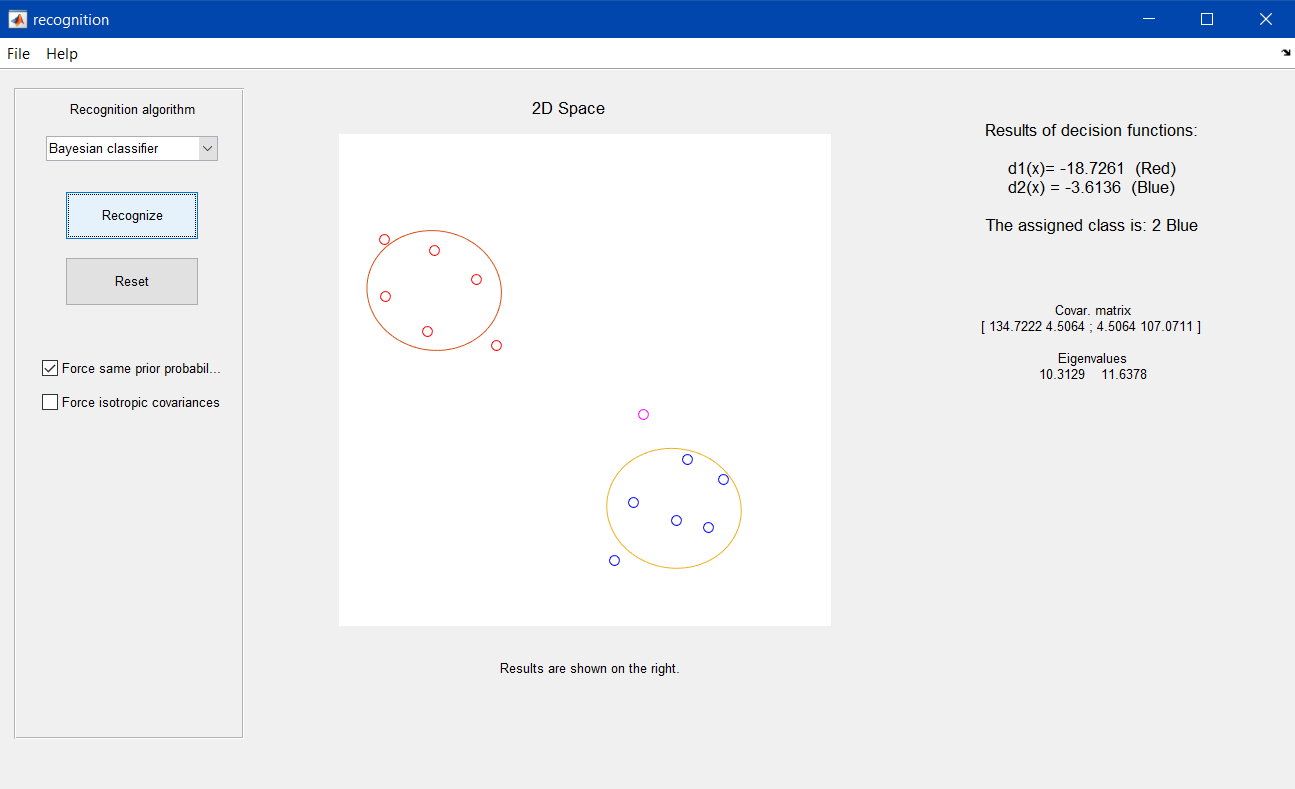 recognition
File Help
Recognition algorithm
Bayesian classifier
Recognize
Reset
Force same prior probabil...
Force isotropic covariances
2D Space
Results are shown on the right.
Results of decision functions:
d1(x)= -18.7261 (Red)
d2(x) = -3.6136 (Blue)
The assigned class is: 2 Blue
Covar. matrix
[ 134.7222 4.5064 ; 4.5064 107.0711 ]
Eigenvalues
10.3129 11.6378